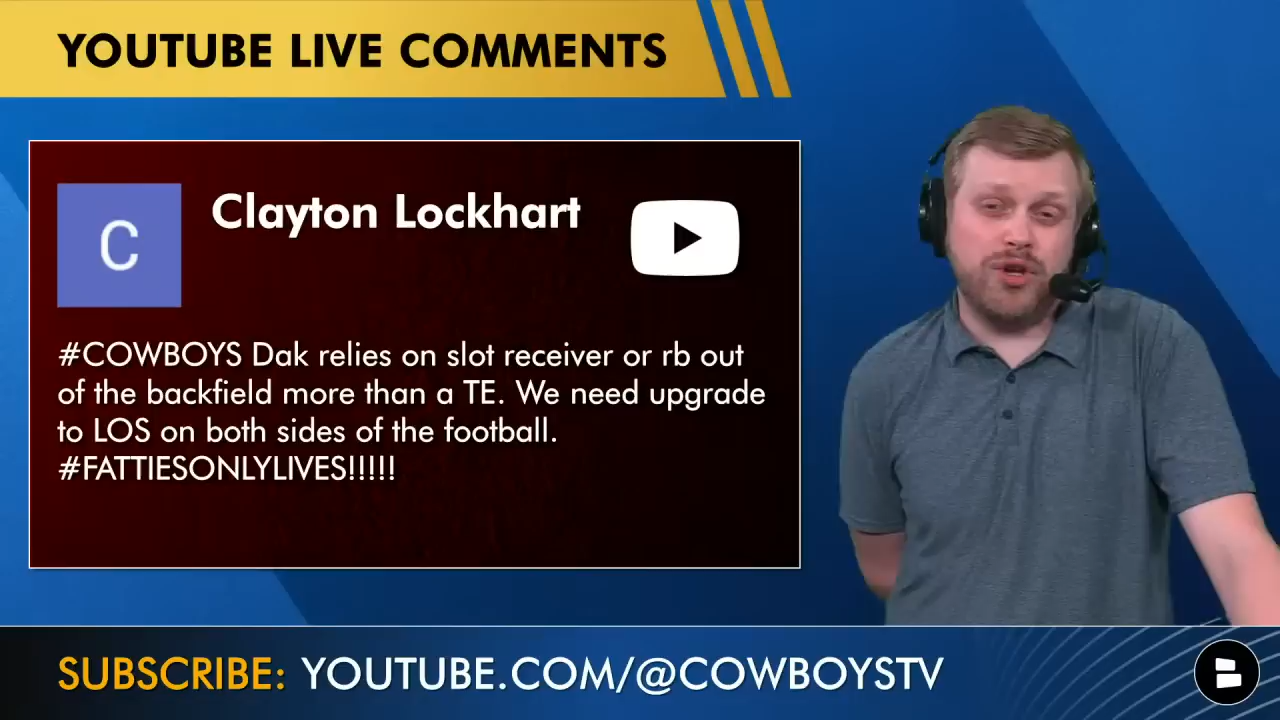 YOUTUBE LIVE COMMENTS
C
Clayton Lockhart
#COWBOYS Dak relies on slot receiver or rb out
of the backfield more than a TE. We need upgrade
to LOS on both sides of the football.
#FATTIESONLYLIVES!!!!!
SUBSCRIBE: YOUTUBE.COM/@COWBOYSTV